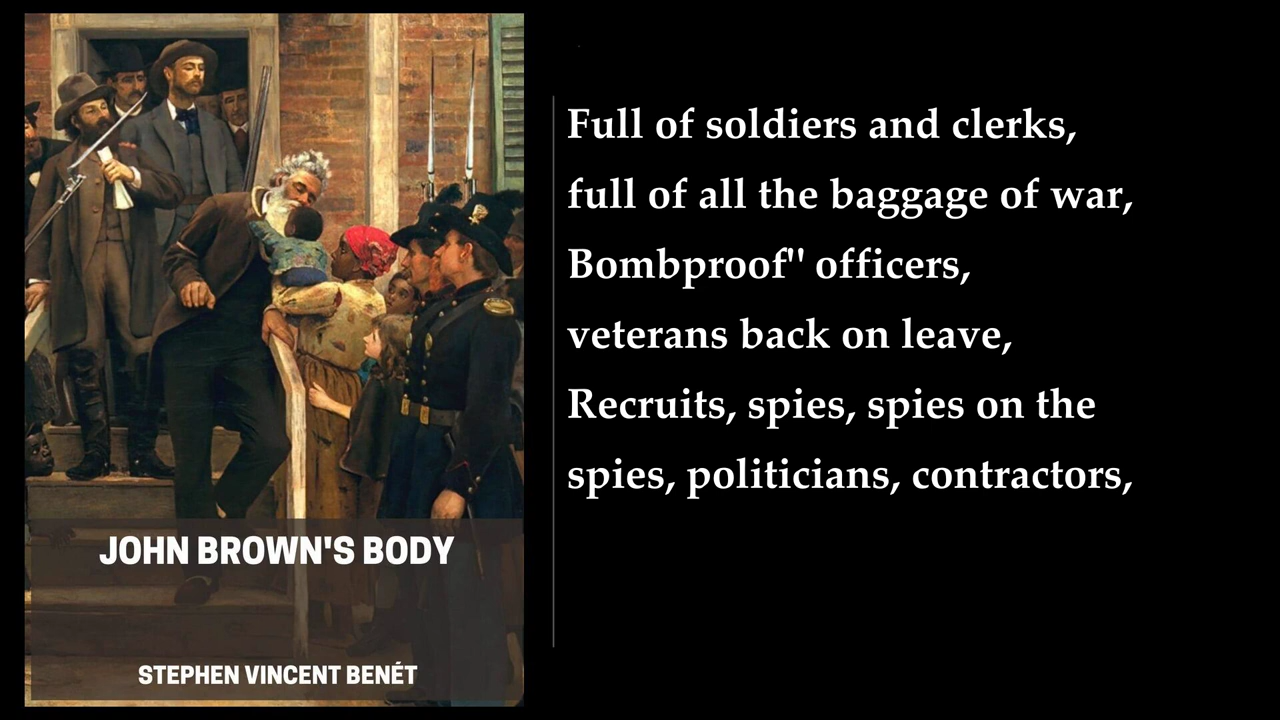 JOHN BROWN'S BODY
STEPHEN VINCENT BENÉT
Full of soldiers and clerks,
full of all the baggage of war,
Bombproof" officers,
veterans back on leave,
Recruits, spies, spies on the
spies, politicians, contractors,